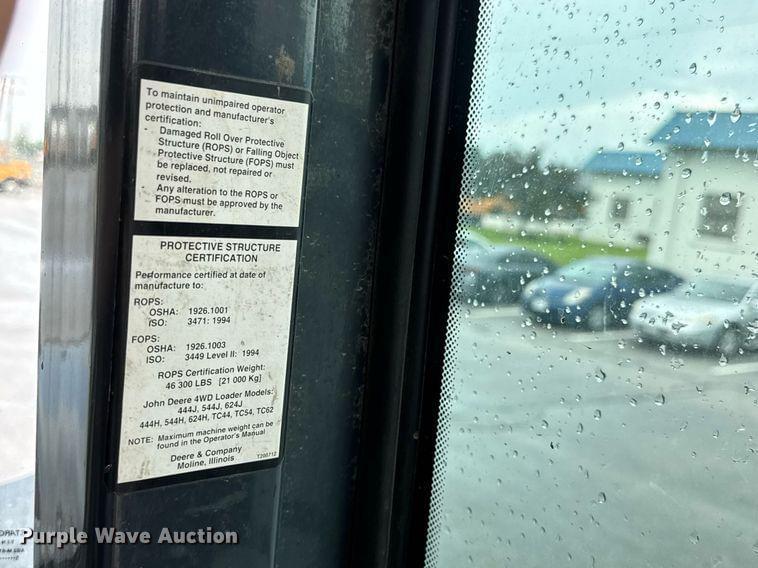 To maintain unimpaired operator
protection and manufacturer's
certification:
- Damaged Roll Over Protective
Structure (ROPS) or Falling Object
Protective Structure (FOPS) must
be replaced, not repaired or
revised.
- Any alteration to the ROPS or
FOPS must be approved by the
manufacturer.
PROTECTIVE STRUCTURE
CERTIFICATION
Performance certified at date of
manufacture to:
ROPS:
OSHA: 1926.1001
ISO: 3471: 1994
FOPS:
OSHA: 1926.1003
ISO: 3449 Level II: 1994
ROPS Certification Weight:
46 300 LBS [21 000 Kg]
John Deere 4WD Loader Models:
444J, 544J, 624J
444H, 544H, 624H, TC44, TC54, TC62
NOTE: Maximum machine weight can be
found in the Operator's Manual
Deere & Company
Moline, Illinois
T200712
Purple Wave Auction